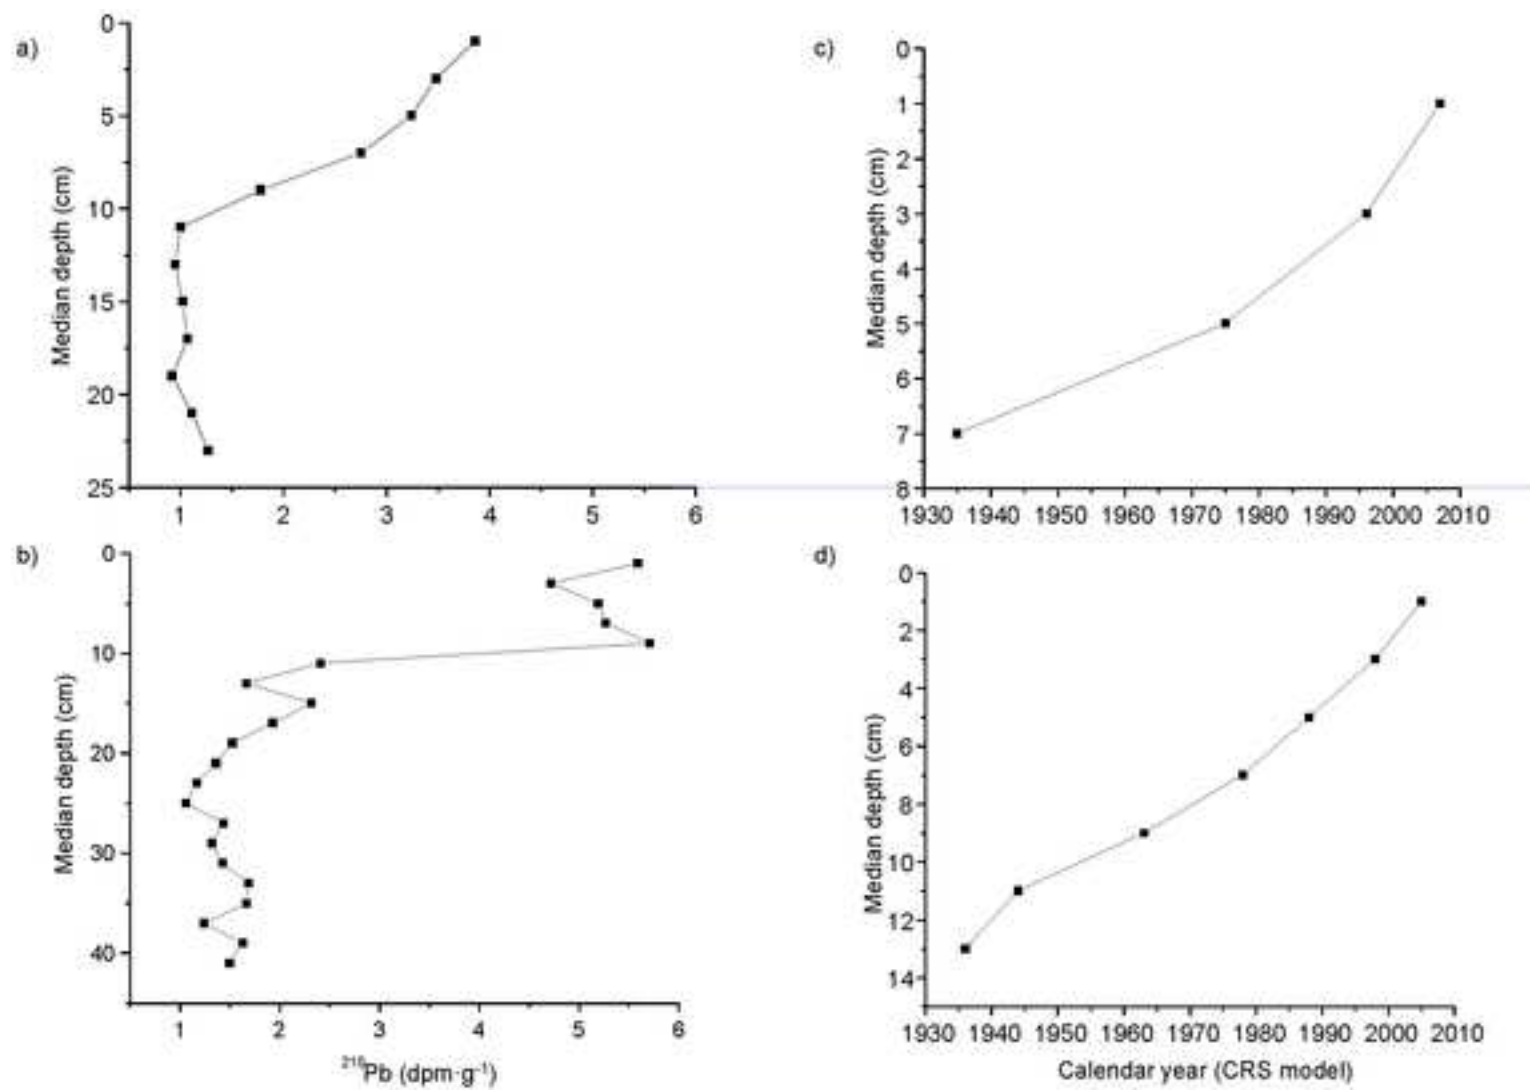 a)
0
5
10
15
20
25
Median depth (cm)
1 2 3 4 5 6
c)
0
1
2
3
4
5
6
7
8
Median depth (cm)
1930 1940 1950 1960 1970 1980 1990 2000 2010
b)
0
10
20
30
40
Median depth (cm)
1 2 3 4 5 6
²¹⁰Pb (dpm·g⁻¹)
d)
0
2
4
6
8
10
12
14
Median depth (cm)
1930 1940 1950 1960 1970 1980 1990 2000 2010
Calendar year (CRS model)